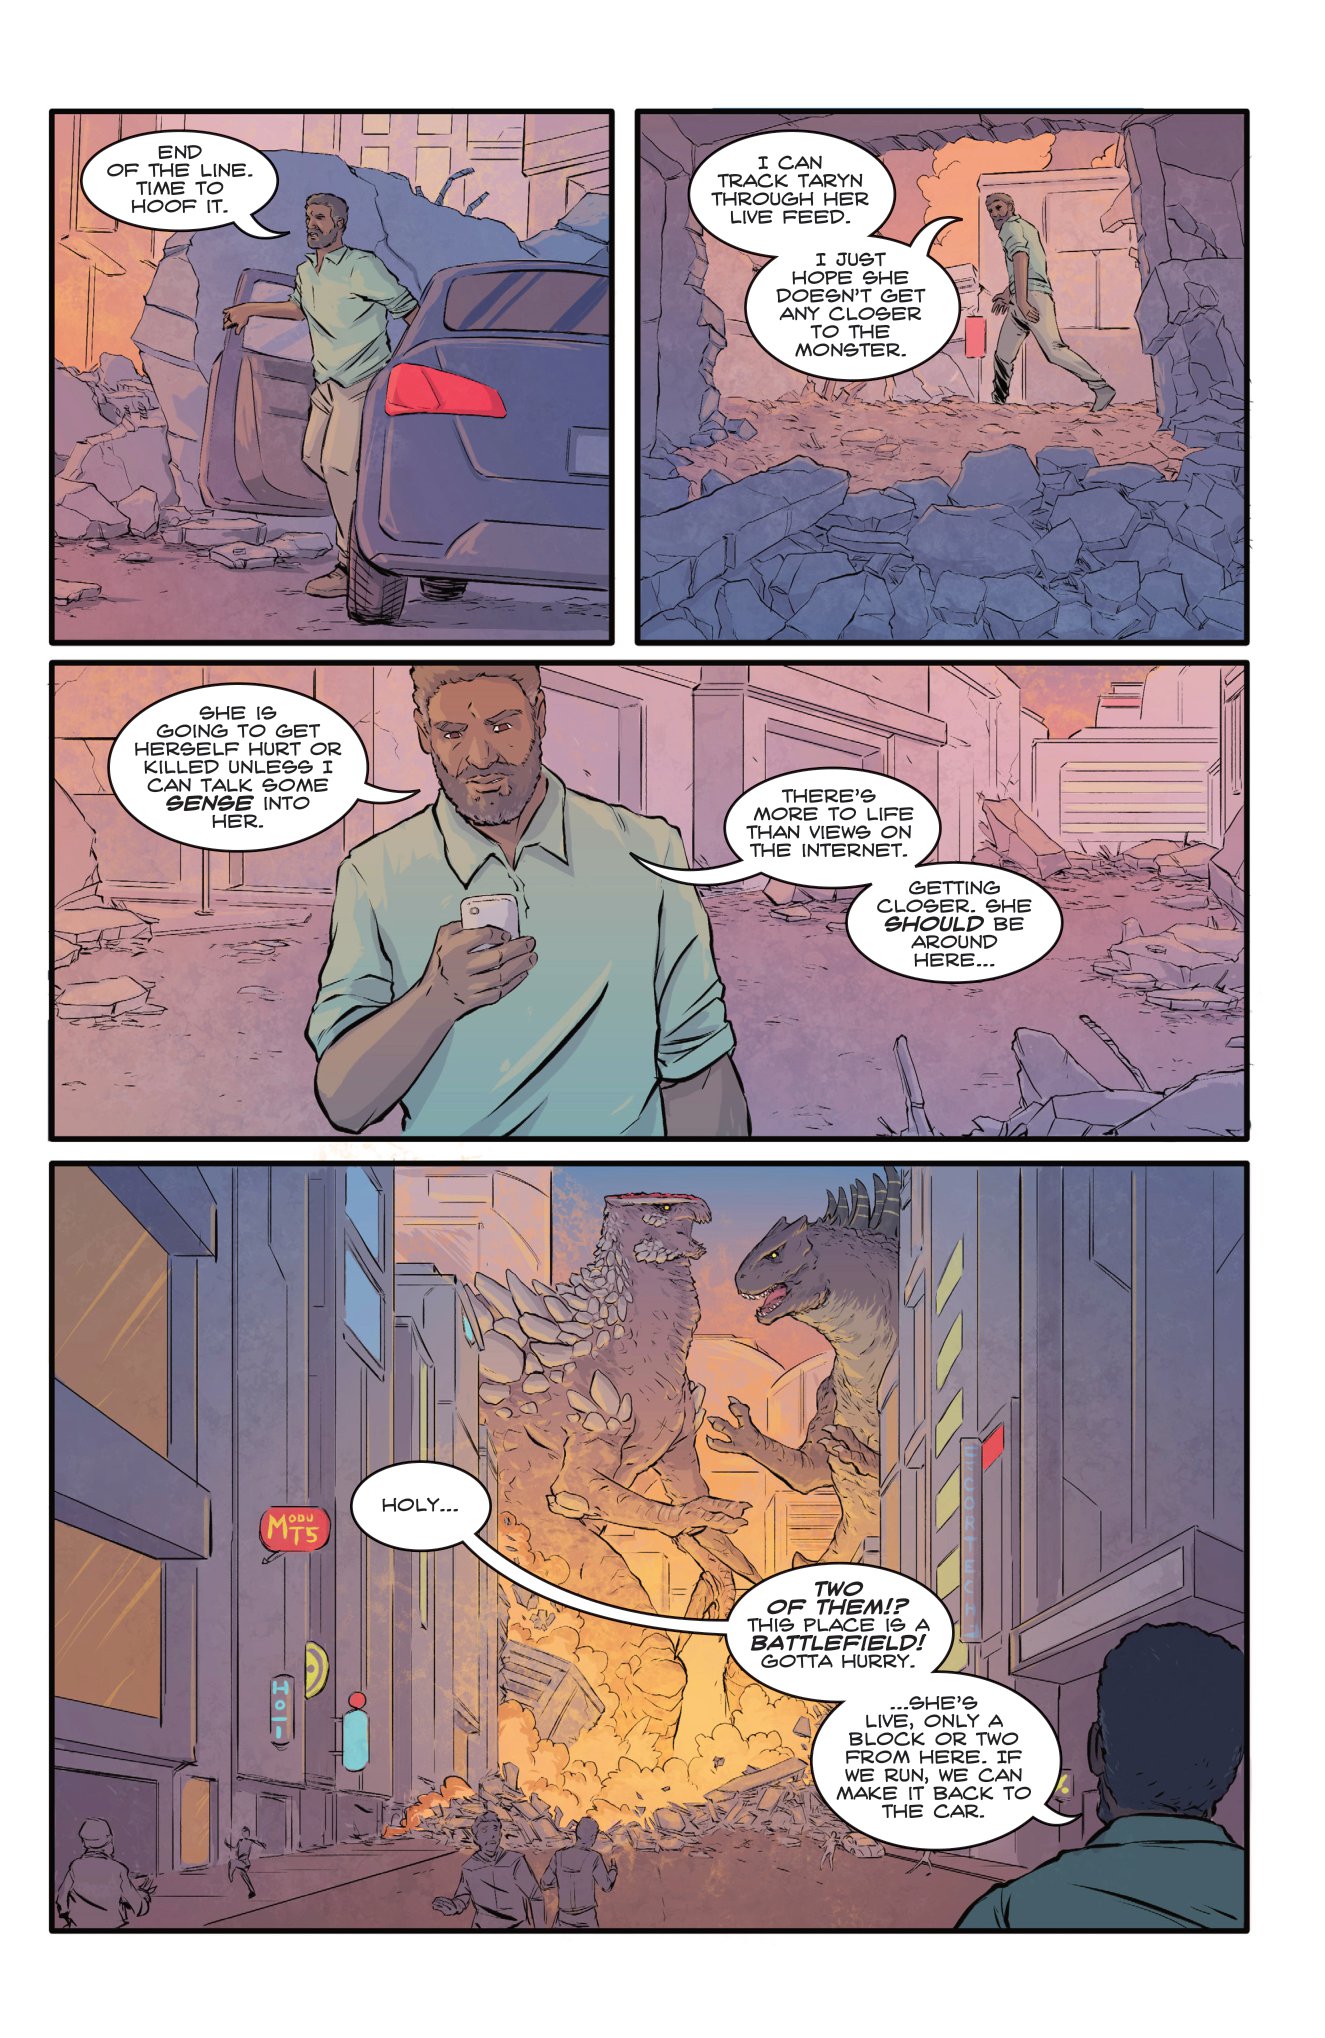 END
OF THE LINE.
TIME TO
HOOF IT.
I CAN
TRACK TARYN
THROUGH HER
LIVE FEED.
I JUST
HOPE SHE
DOESN'T GET
ANY CLOSER
TO THE
MONSTER.
SHE IS
GOING TO GET
HERSELF HURT OR
KILLED UNLESS I
CAN TALK SOME
SENSE INTO
HER.
THERE'S
MORE TO LIFE
THAN VIEWS ON
THE INTERNET.
GETTING
CLOSER. SHE
SHOULD BE
AROUND
HERE...
HOLY...
TWO
OF THEM!?
THIS PLACE IS A
BATTLEFIELD!
GOTTA HURRY.
...SHE'S
LIVE, ONLY A
BLOCK OR TWO
FROM HERE. IF
WE RUN, WE CAN
MAKE IT BACK TO
THE CAR.
MODU
MT5
Holl